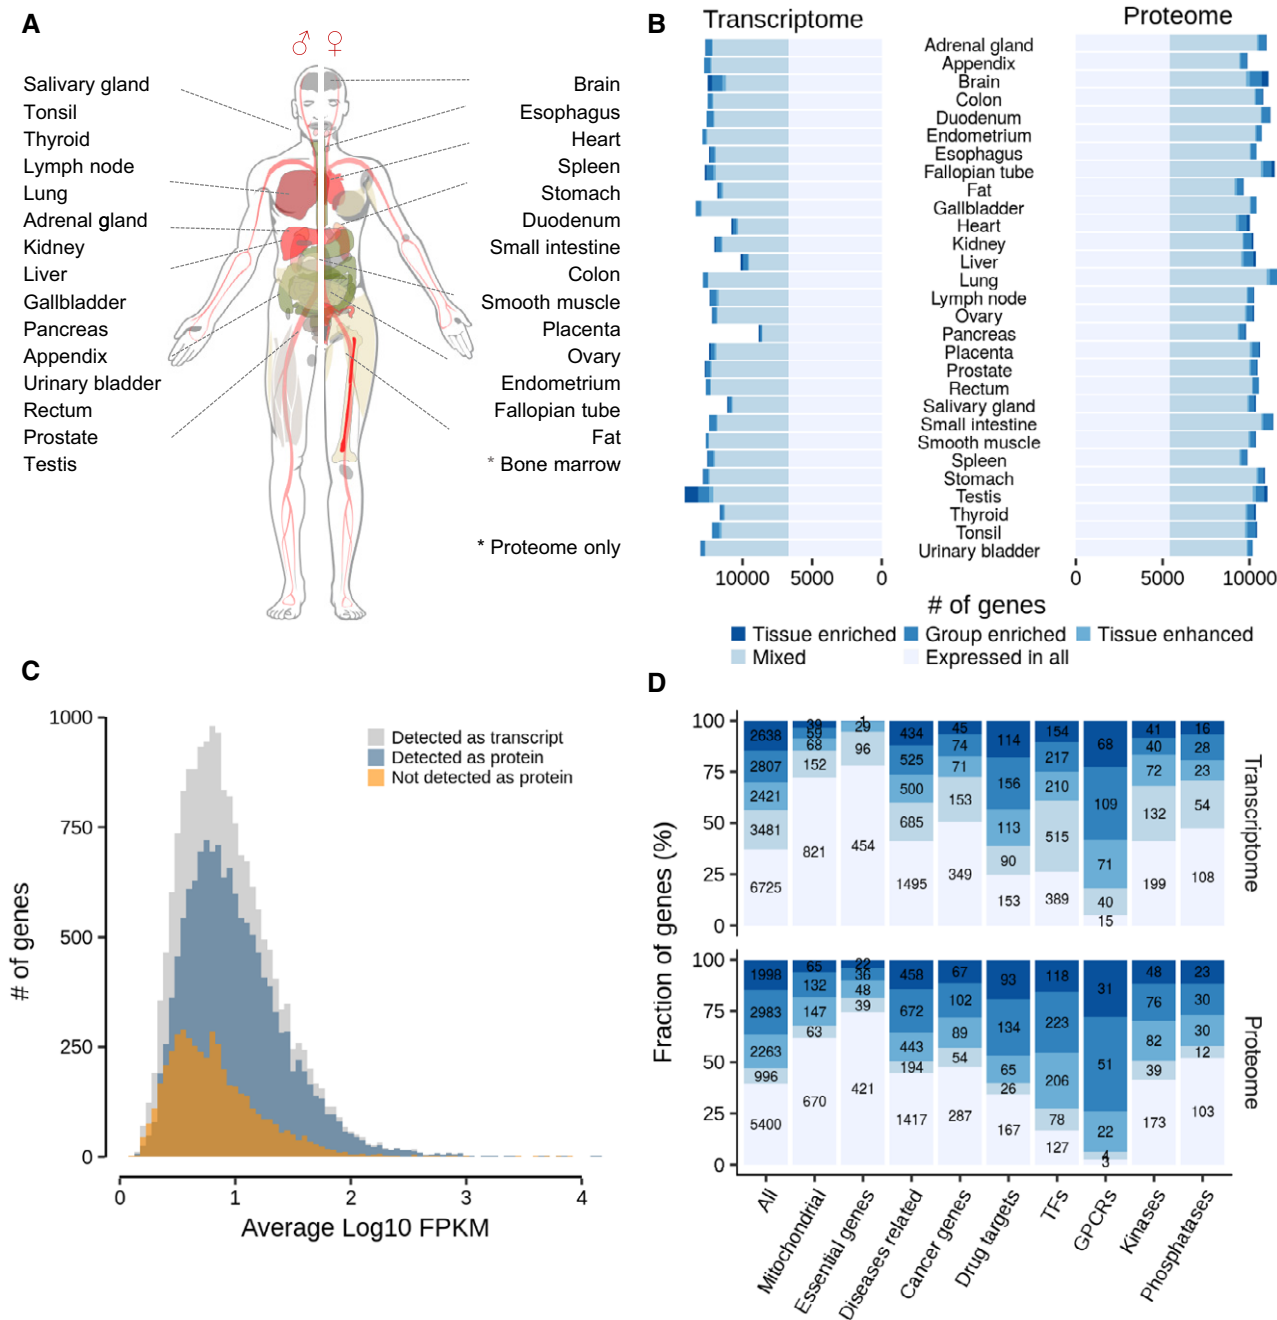 A
♂ ♀
Salivary gland
Tonsil
Thyroid
Lymph node
Lung
Adrenal gland
Kidney
Liver
Gallbladder
Pancreas
Appendix
Urinary bladder
Rectum
Prostate
Testis
Brain
Esophagus
Heart
Spleen
Stomach
Duodenum
Small intestine
Colon
Smooth muscle
Placenta
Ovary
Endometrium
Fallopian tube
Fat
* Bone marrow
* Proteome only
B
Transcriptome
Proteome
Adrenal gland
Appendix
Brain
Colon
Duodenum
Endometrium
Esophagus
Fallopian tube
Fat
Gallbladder
Heart
Kidney
Liver
Lung
Lymph node
Ovary
Pancreas
Placenta
Prostate
Rectum
Salivary gland
Small intestine
Smooth muscle
Spleen
Stomach
Testis
Thyroid
Tonsil
Urinary bladder
10000 5000 0
0 5000 10000
# of genes
Tissue enriched Group enriched Tissue enhanced
Mixed Expressed in all
C
1000
750
500
250
0
# of genes
Detected as transcript
Detected as protein
Not detected as protein
0 1 2 3 4
Average Log10 FPKM
D
Fraction of genes (%)
100
75
50
25
0
2638
2807
2421
3481
6725
39
59
68
152
821
1
29
96
454
434
525
500
685
1495
45
74
71
153
349
114
156
113
90
153
154
217
210
515
389
68
109
71
40
15
41
40
72
132
199
16
28
23
54
108
Transcriptome
100
75
50
25
0
1998
2983
2263
996
5400
65
132
147
63
670
22
36
48
39
421
458
672
443
194
1417
67
102
89
54
287
93
134
65
26
167
118
223
206
78
127
31
51
22
4
3
48
76
82
39
173
23
30
30
12
103
Proteome
All
Mitochondrial
Essential genes
Diseases related
Cancer genes
Drug targets
TFs
GPCRs
Kinases
Phosphatases